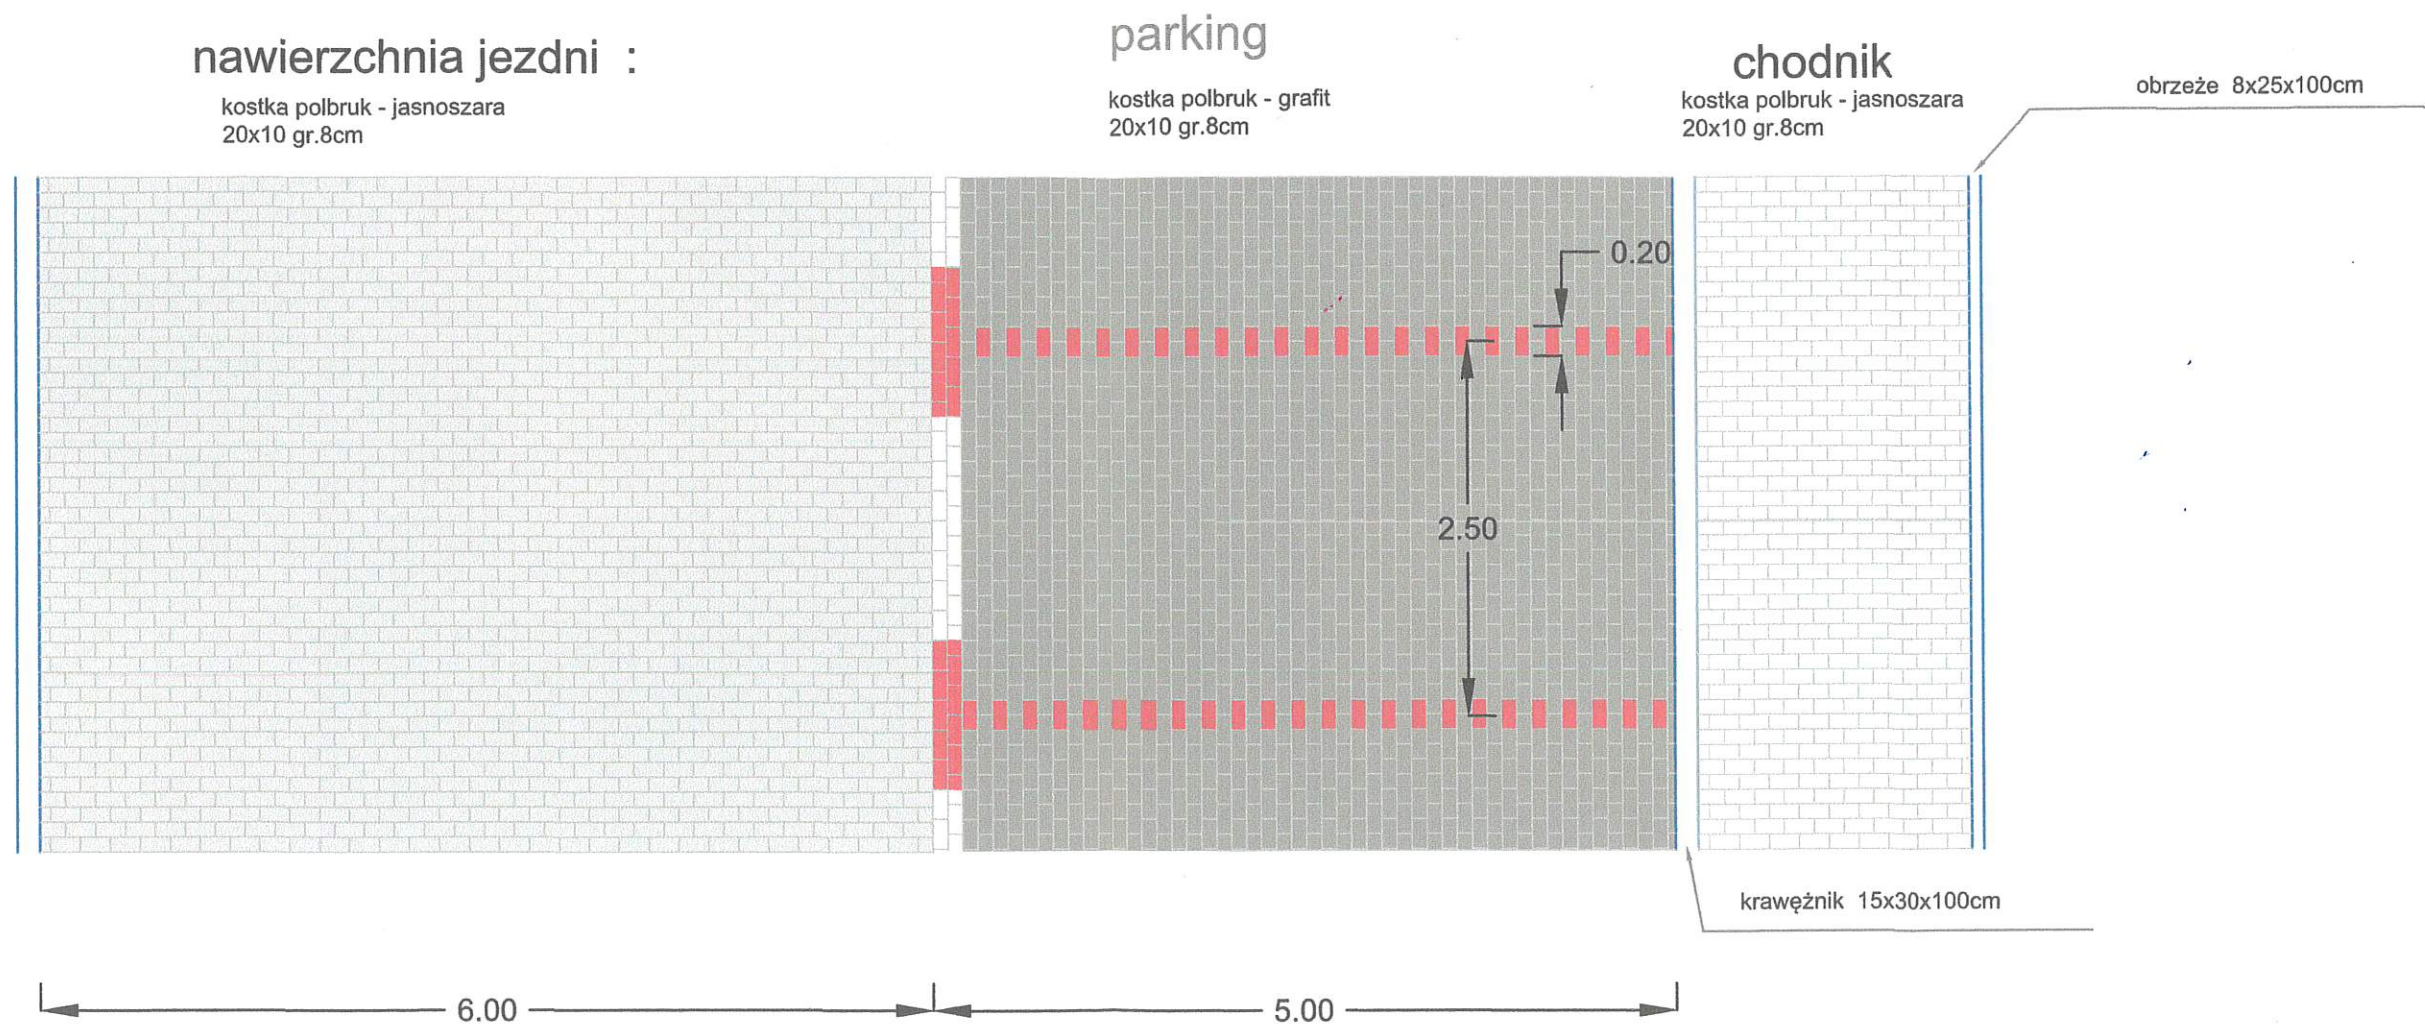 nawierzchnia jezdni :
kostka polbruk - jasnoszara
20x10 gr.8cm
parking
kostka polbruk - grafit
20x10 gr.8cm
chodnik
kostka polbruk - jasnoszara
20x10 gr.8cm
obrzeże 8x25x100cm
0.20
2.50
krawężnik 15x30x100cm
6.00
5.00